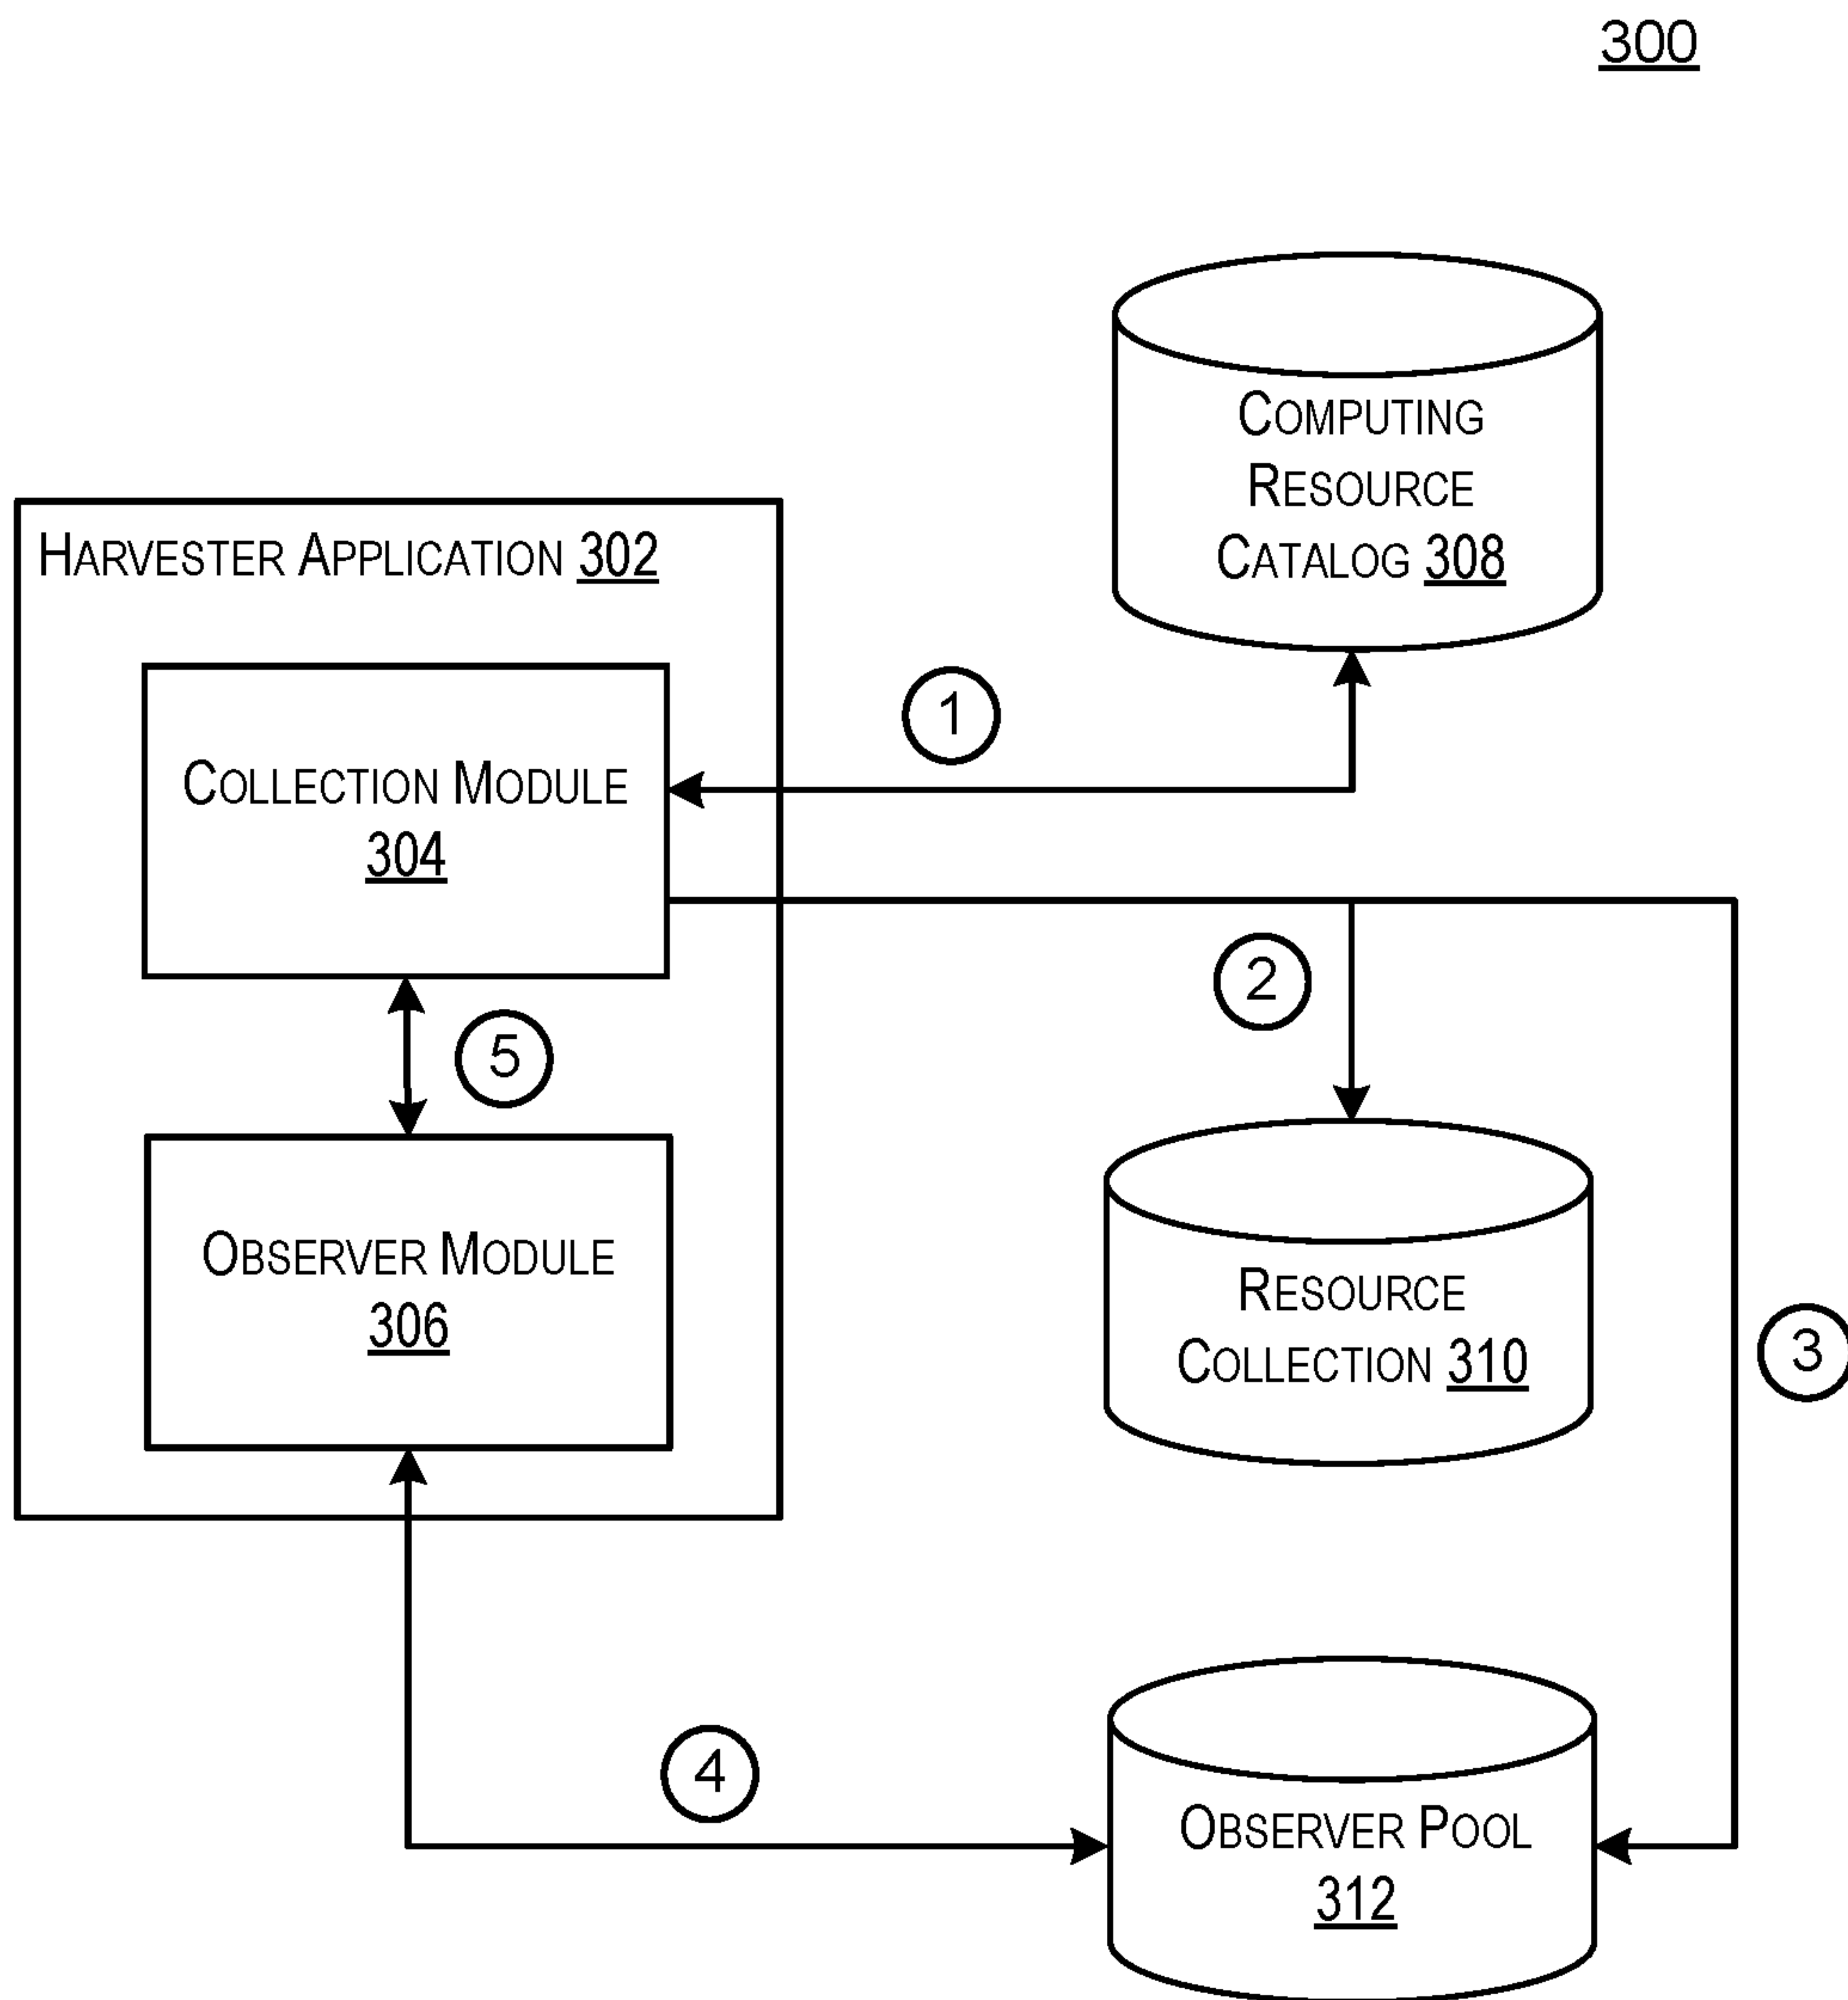 300
Harvester Application 302
Computing
Resource
Catalog 308
1
Collection Module
304
2
5
Observer Module
306
Resource
Collection 310
3
4
Observer Pool
312